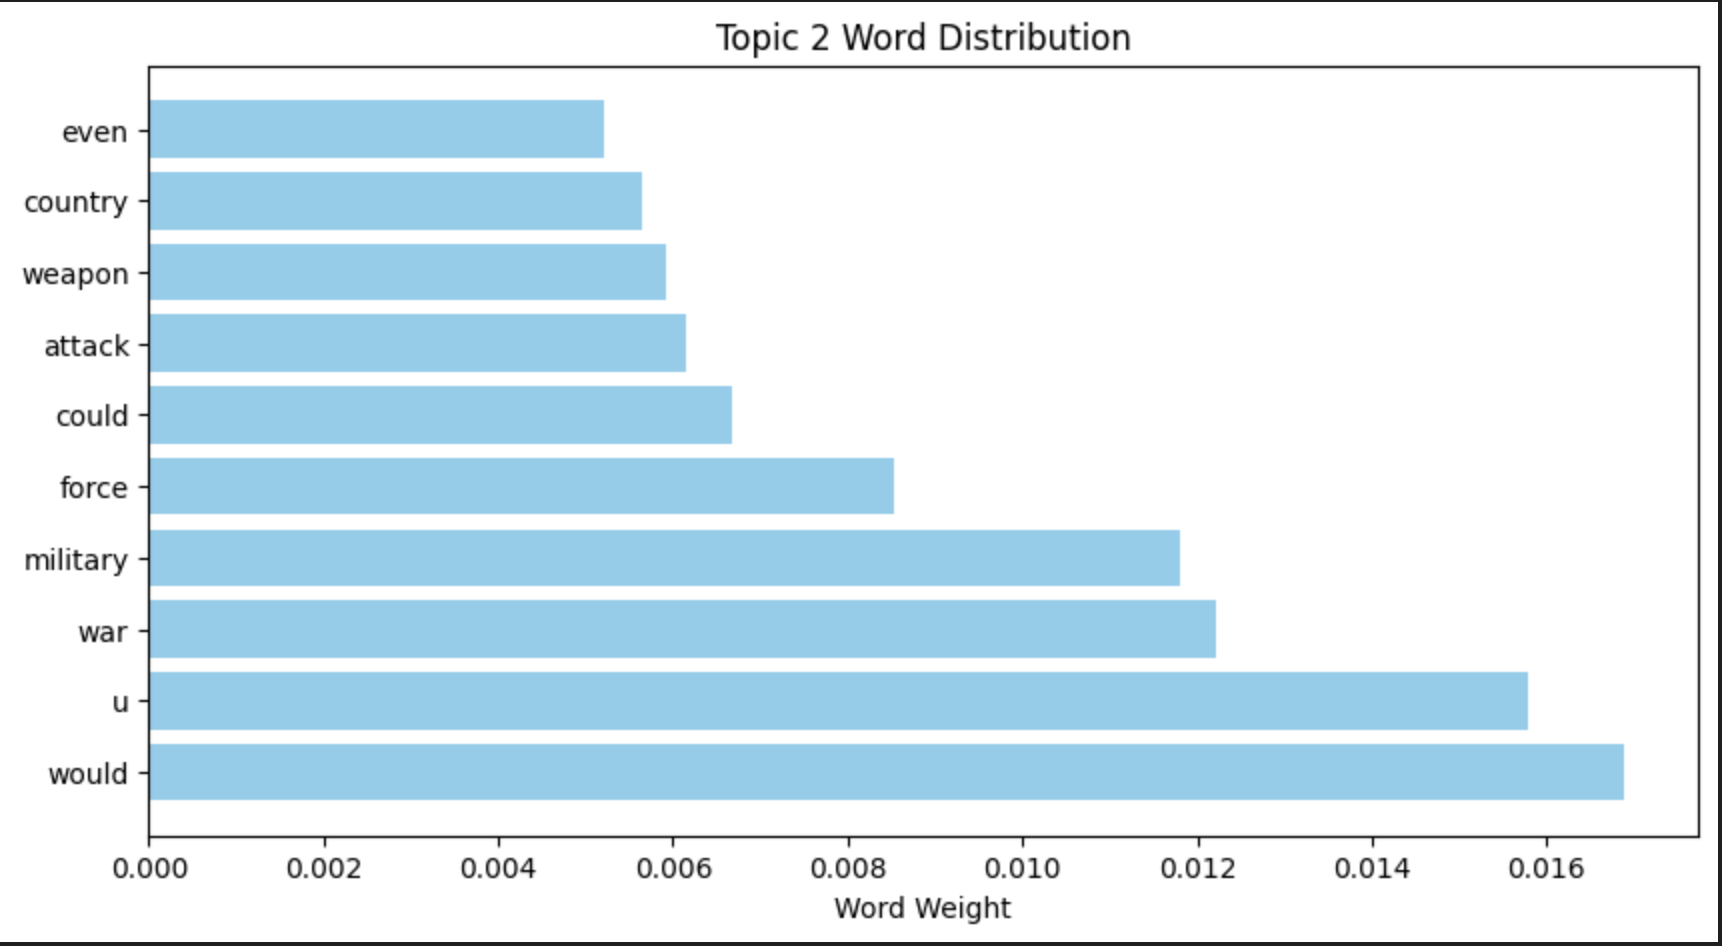 Topic 2 Word Distribution
even
country
weapon
attack
could
force
military
war
u
would
0.000 0.002 0.004 0.006 0.008 0.010 0.012 0.014 0.016
Word Weight